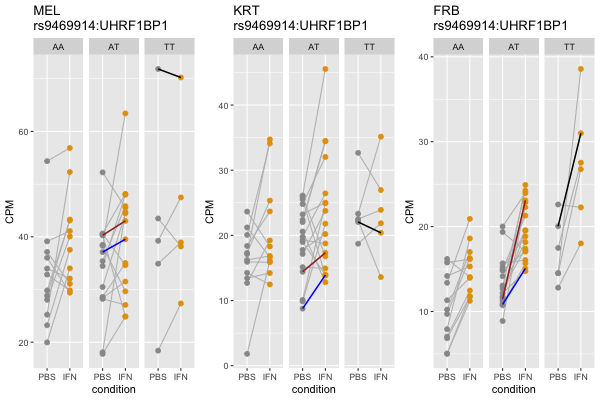 MEL
rs9469914:UHRF1BP1
AA AT TT
CPM
60
40
20
PBS IFN PBS IFN PBS IFN
condition
KRT
rs9469914:UHRF1BP1
AA AT TT
CPM
40
30
20
10
0
PBS IFN PBS IFN PBS IFN
condition
FRB
rs9469914:UHRF1BP1
AA AT TT
CPM
40
30
20
10
PBS IFN PBS IFN PBS IFN
condition